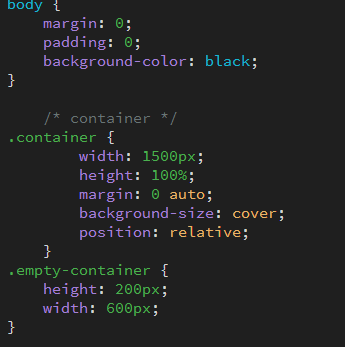 body {
    margin: 0;
    padding: 0;
    background-color: black;
}
    /* container */
.container {
        width: 1500px;
        height: 100%;
        margin: 0 auto;
        background-size: cover;
        position: relative;
    }
.empty-container {
    height: 200px;
    width: 600px;
}